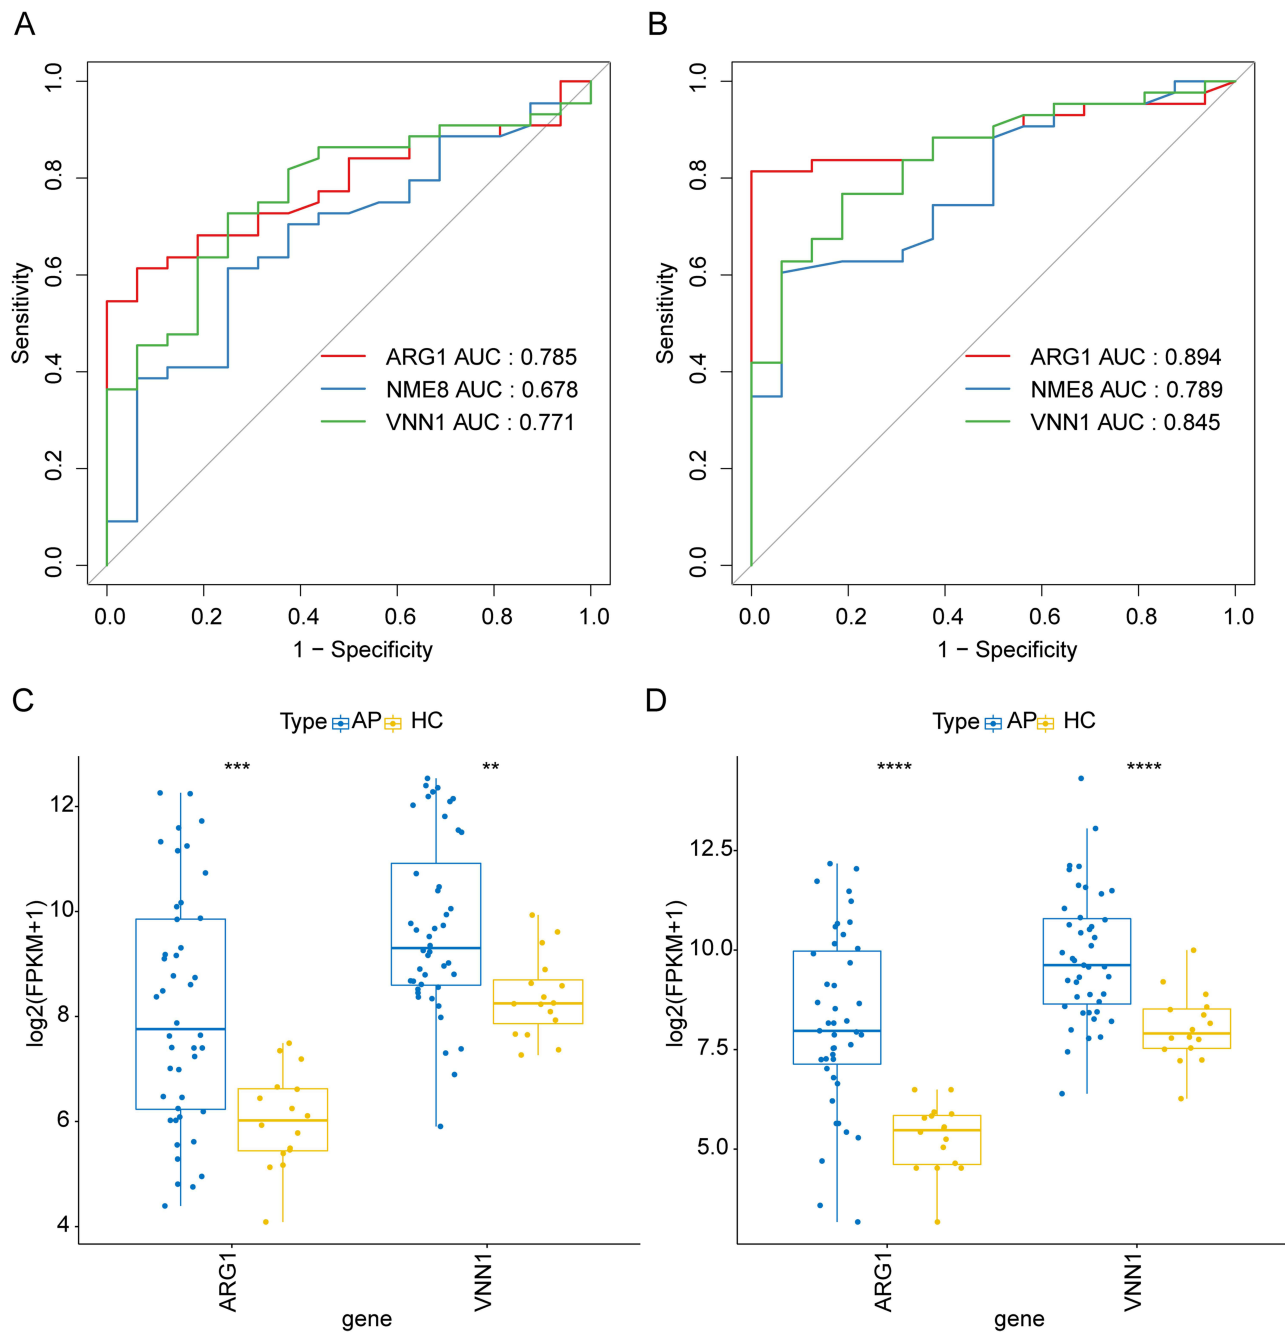 A
Sensitivity
1.0
0.8
0.6
0.4
0.2
0.0
ARG1 AUC : 0.785
NME8 AUC : 0.678
VNN1 AUC : 0.771
0.0 0.2 0.4 0.6 0.8 1.0
1 − Specificity
B
Sensitivity
1.0
0.8
0.6
0.4
0.2
0.0
ARG1 AUC : 0.894
NME8 AUC : 0.789
VNN1 AUC : 0.845
0.0 0.2 0.4 0.6 0.8 1.0
1 − Specificity
C
Type AP HC
*** **
log2(FPKM+1)
12
10
8
6
4
ARG1 VNN1
gene
D
Type AP HC
**** ****
log2(FPKM+1)
12.5
10.0
7.5
5.0
ARG1 VNN1
gene